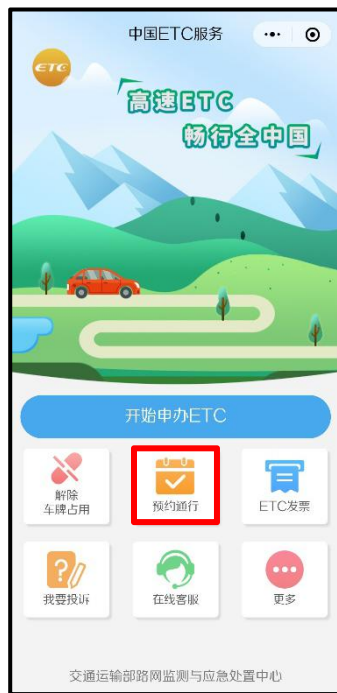 中国ETC服务
ETC
高速ETC
畅行全中国
开始申办ETC
解除
车牌占用
预约通行
ETC发票
我要投诉
在线客服
更多
交通运输部路网监测与应急处置中心